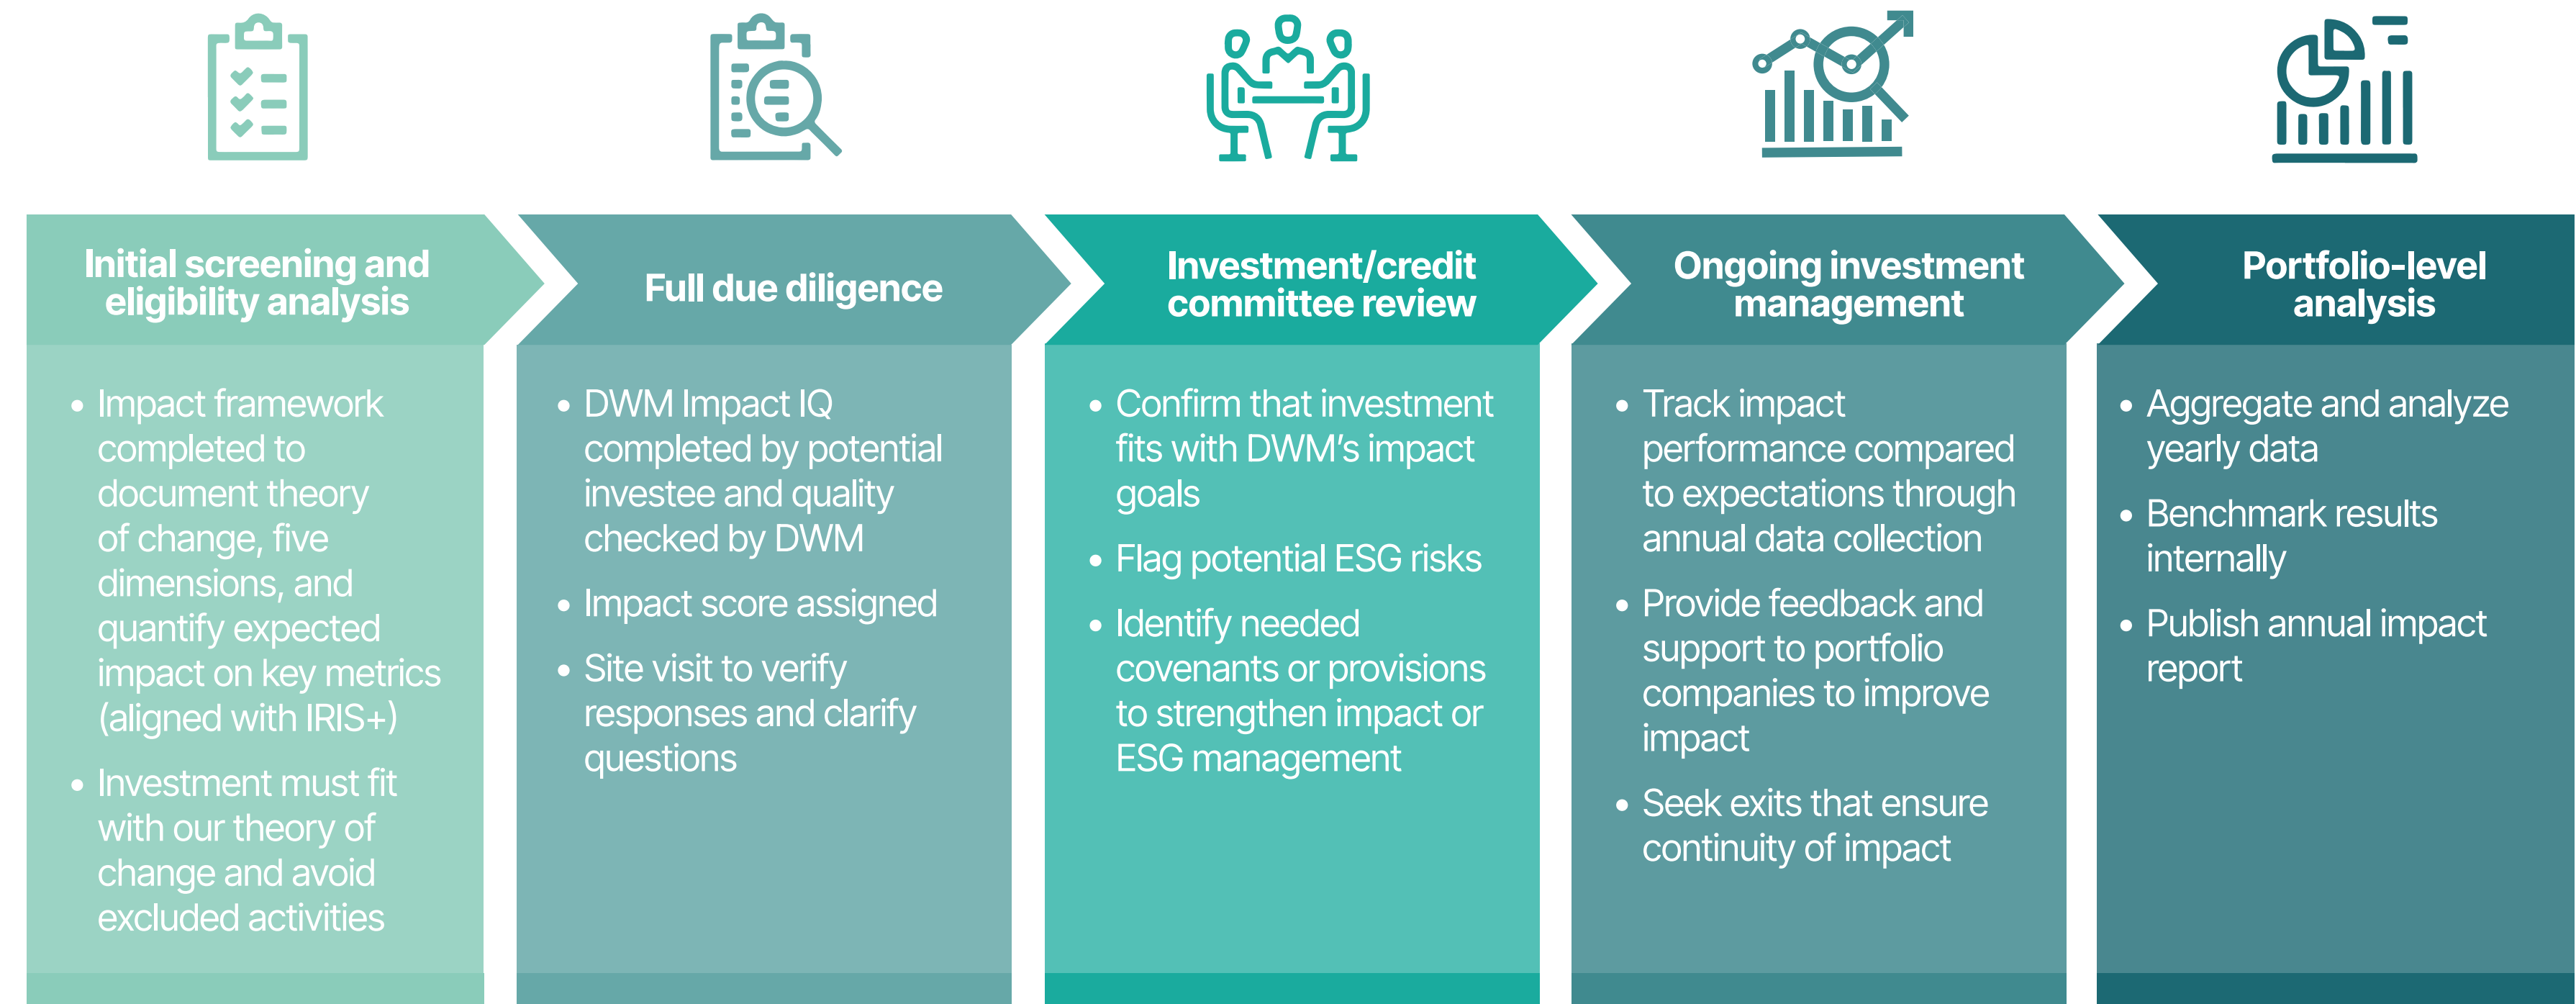 Initial screening and
eligibility analysis
• Impact framework
completed to
document theory
of change, five
dimensions, and
quantify expected
impact on key metrics
(aligned with IRIS+)
• Investment must fit
with our theory of
change and avoid
excluded activities
Full due diligence
• DWM Impact IQ
completed by potential
investee and quality
checked by DWM
• Impact score assigned
• Site visit to verify
responses and clarify
questions
Investment/credit
committee review
• Confirm that investment
fits with DWM’s impact
goals
• Flag potential ESG risks
• Identify needed
covenants or provisions
to strengthen impact or
ESG management
Ongoing investment
management
• Track impact
performance compared
to expectations through
annual data collection
• Provide feedback and
support to portfolio
companies to improve
impact
• Seek exits that ensure
continuity of impact
Portfolio-level
analysis
• Aggregate and analyze
yearly data
• Benchmark results
internally
• Publish annual impact
report